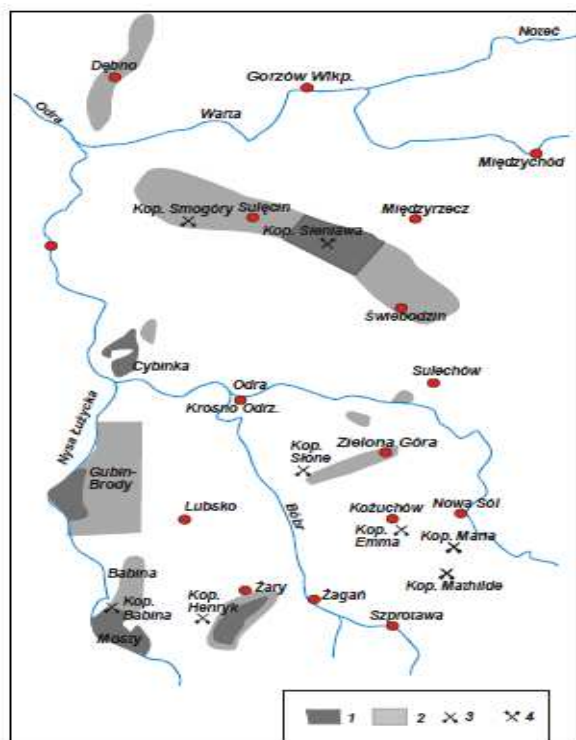 Noteć
Dębno
Gorzów Wlkp.
Odra
Warta
Międzychód
Kop. Smogóry
Sulęcin
Międzyrzecz
Kop. Sieniawa
Świebodzin
Cybinka
Sulechów
Odra
Krosno Odrz.
Nysa Łużycka
Zielona Góra
Kop.
Słone
Gubin-
Brody
Bóbr
Lubsko
Kożuchów
Nowa Sól
Kop.
Emma
Kop. Maria
Babina
Kop.
Babina
Kop.
Henryk
Żary
Żagań
Kop. Mathilde
Szprotawa
Mosty
1 2 3 4